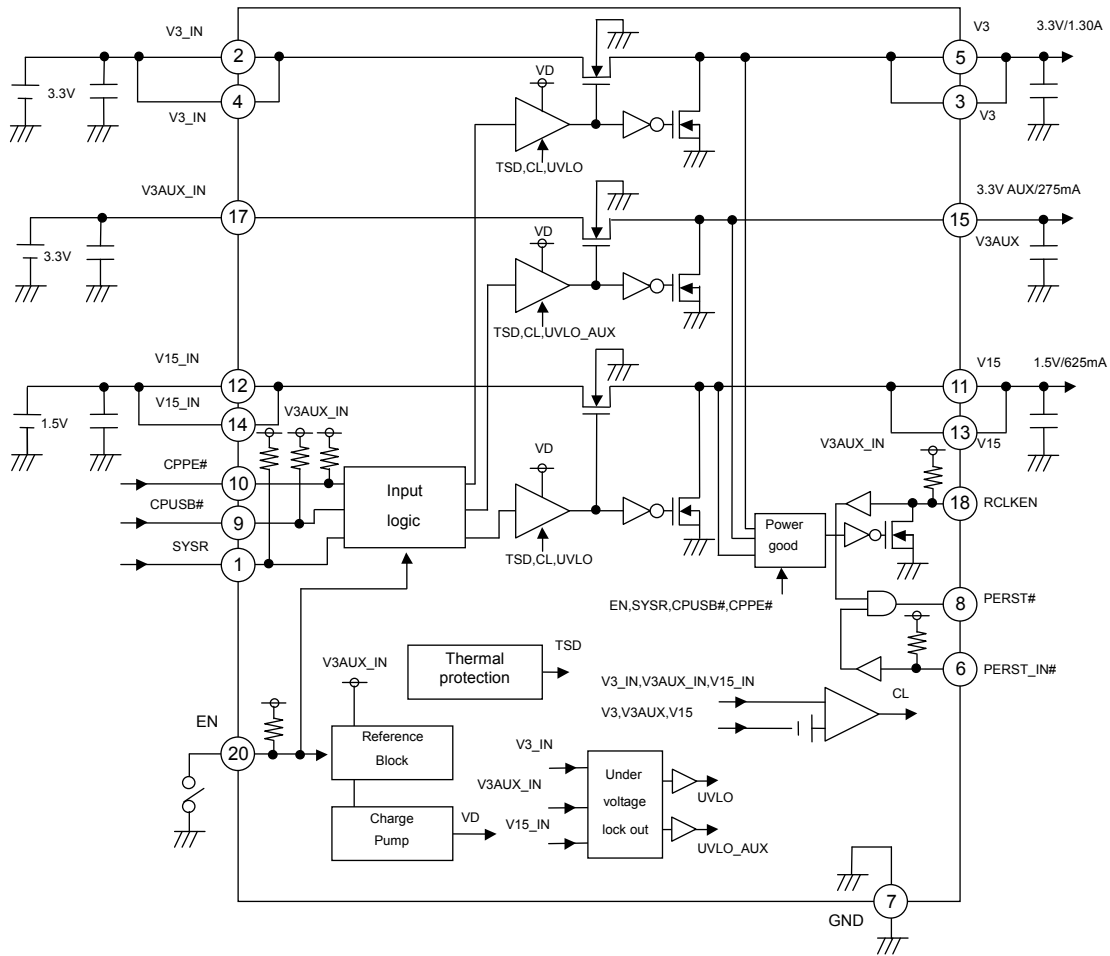 V3_IN
2
4
V3_IN
3.3V
V3
5
3
V3
3.3V/1.30A
VD
TSD,CL,UVLO
V3AUX_IN
17
3.3V
VD
TSD,CL,UVLO_AUX
15
V3AUX
3.3V AUX/275mA
V15_IN
12
V15_IN
14
1.5V
V3AUX_IN
V15
11
13
V15
1.5V/625mA
CPPE#
10
CPUSB#
9
SYSR
1
Input
logic
VD
TSD,CL,UVLO
Power
good
EN,SYSR,CPUSB#,CPPE#
V3AUX_IN
18
RCLKEN
8
PERST#
6
PERST_IN#
Thermal
protection
TSD
V3_IN,V3AUX_IN,V15_IN
V3,V3AUX,V15
CL
EN
20
V3AUX_IN
Reference
Block
Charge
Pump
VD
V3_IN
V3AUX_IN
V15_IN
Under
voltage
lock out
UVLO
UVLO_AUX
7
GND